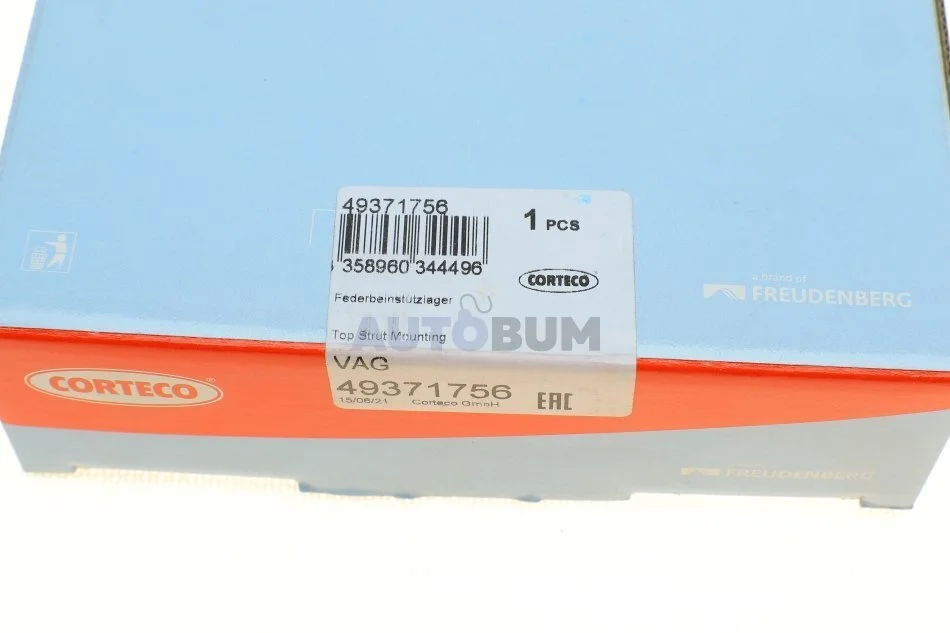 49371756
1 PCS
3 358960 344496
CORTECO
Federbeinstützlager
a brand of
FREUDENBERG
AUTOBUM
Top Strut Mounting
VAG
49371756
15/06/21 Corteco GmbH
EAC
CORTECO
FREUDENBERG